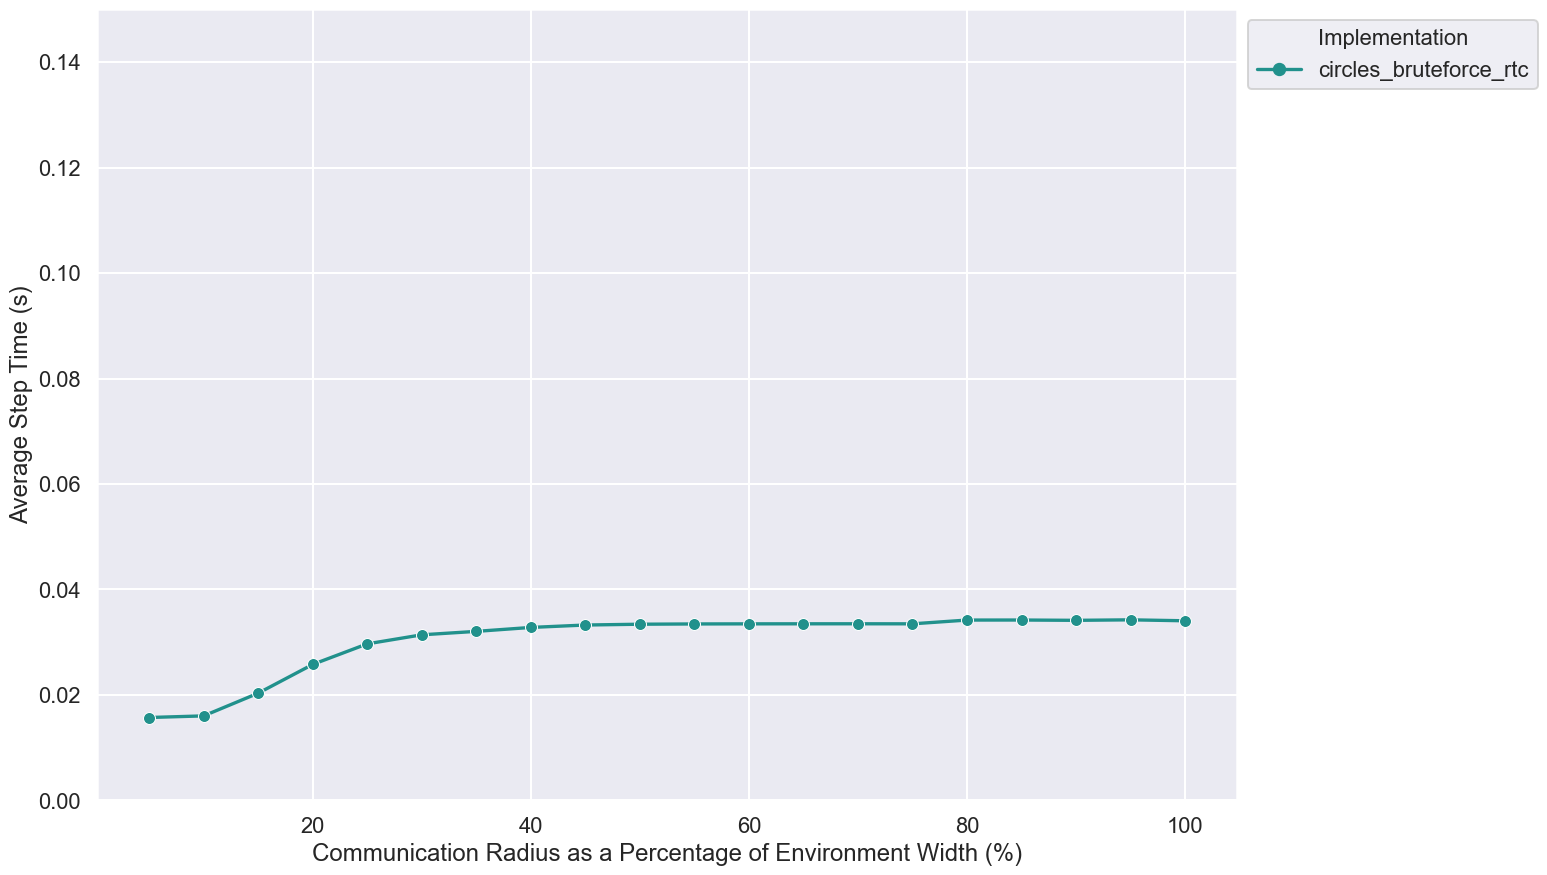 Implementation
circles_bruteforce_rtc
Average Step Time (s)
0.14
0.12
0.10
0.08
0.06
0.04
0.02
0.00
20 40 60 80 100
Communication Radius as a Percentage of Environment Width (%)